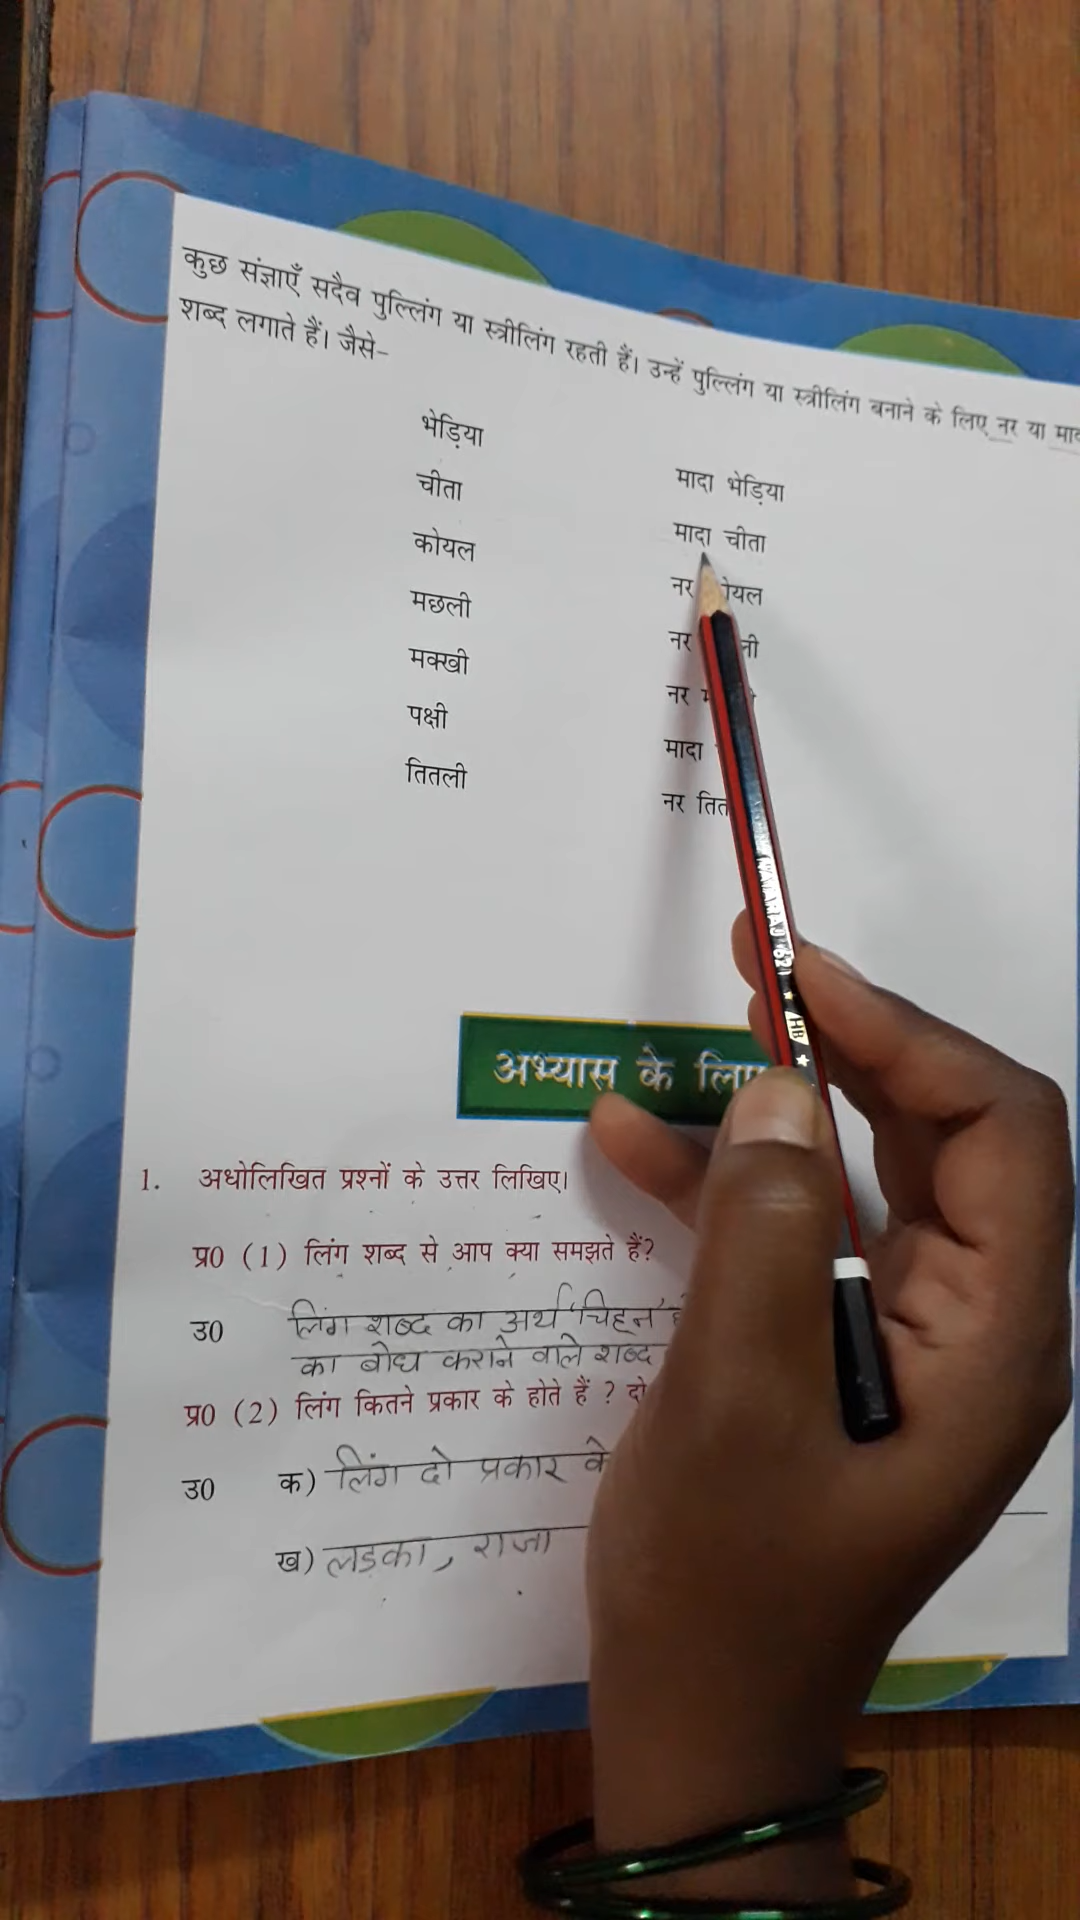 कुछ संज्ञाएँ सदैव पुल्लिंग या स्त्रीलिंग रहती हैं। उन्हें पुल्लिंग या स्त्रीलिंग बनाने के लिए नर या
शब्द लगाते हैं। जैसे-
भेड़िया मादा भेड़िया
चीता मादा चीता
कोयल नर
मछली नर
मक्खी नर
पक्षी मादा
तितली नर
अभ्यास के
1. अधोलिखित प्रश्नों के उत्तर लिखिए।
प्र0 (1) लिंग शब्द से आप क्या समझते हैं?
उ0 लिंग शब्द का अर्थ 'चिह्न'
का बोध कराने वाले शब्द
प्र0 (2) लिंग कितने प्रकार के होते हैं ? दो
उ0 क) लिंग दो प्रकार के
ख) लड़का, राजा
NATARAJ 621 HB